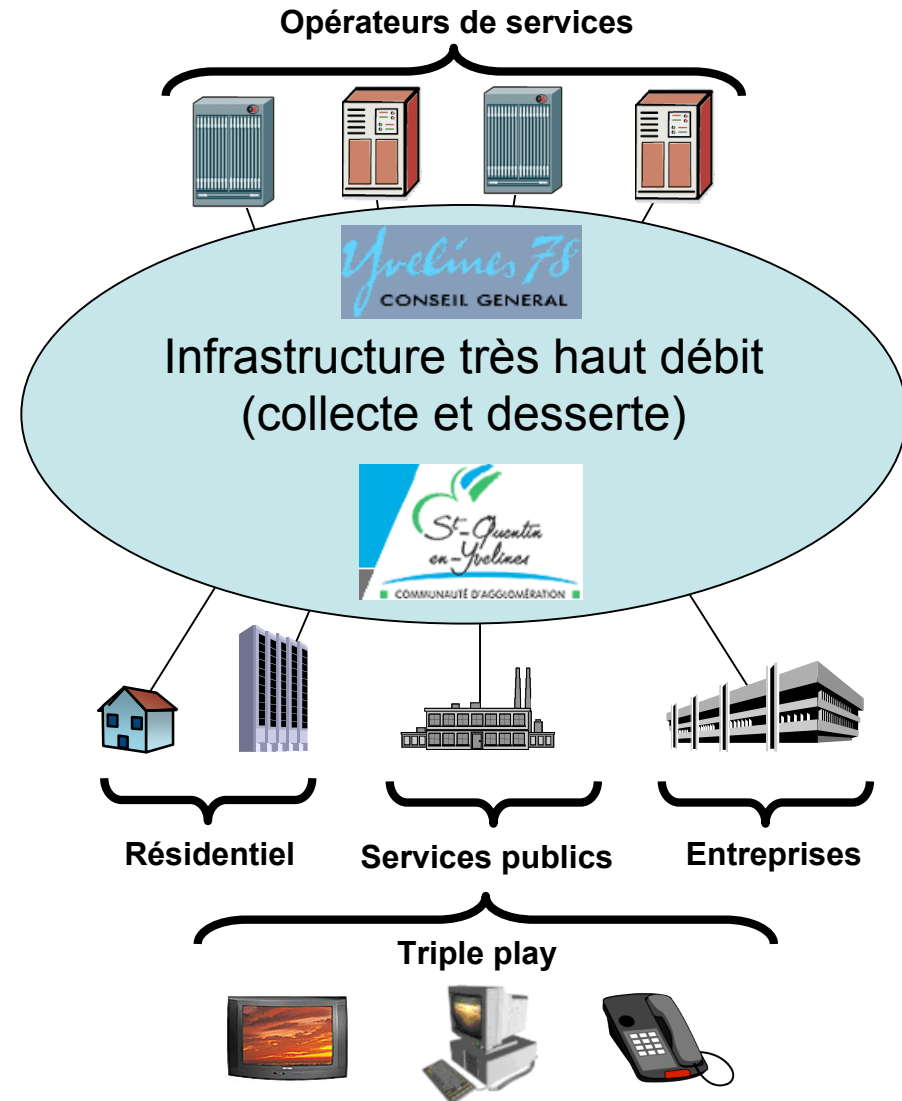 Opérateurs de services
Yvelines 78
CONSEIL GENERAL
Infrastructure très haut débit
(collecte et desserte)
St-Quentin
en-Yvelines
COMMUNAUTÉ D'AGGLOMÉRATION
Résidentiel
Services publics
Entreprises
Triple play